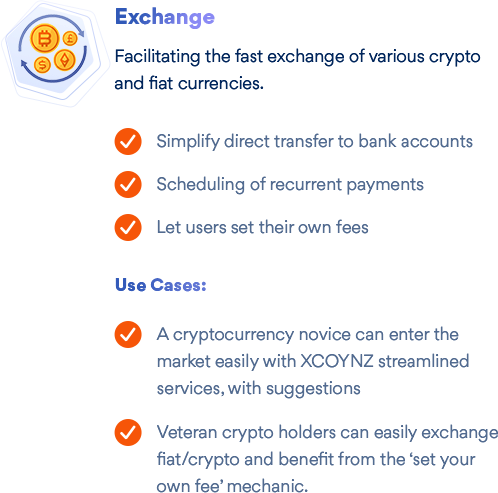 Exchange
Facilitating the fast exchange of various crypto
and fiat currencies.
Simplify direct transfer to bank accounts
Scheduling of recurrent payments
Let users set their own fees
Use Cases:
A cryptocurrency novice can enter the
market easily with XCOYNZ streamlined
services, with suggestions
Veteran crypto holders can easily exchange
fiat/crypto and benefit from the ‘set your
own fee’ mechanic.